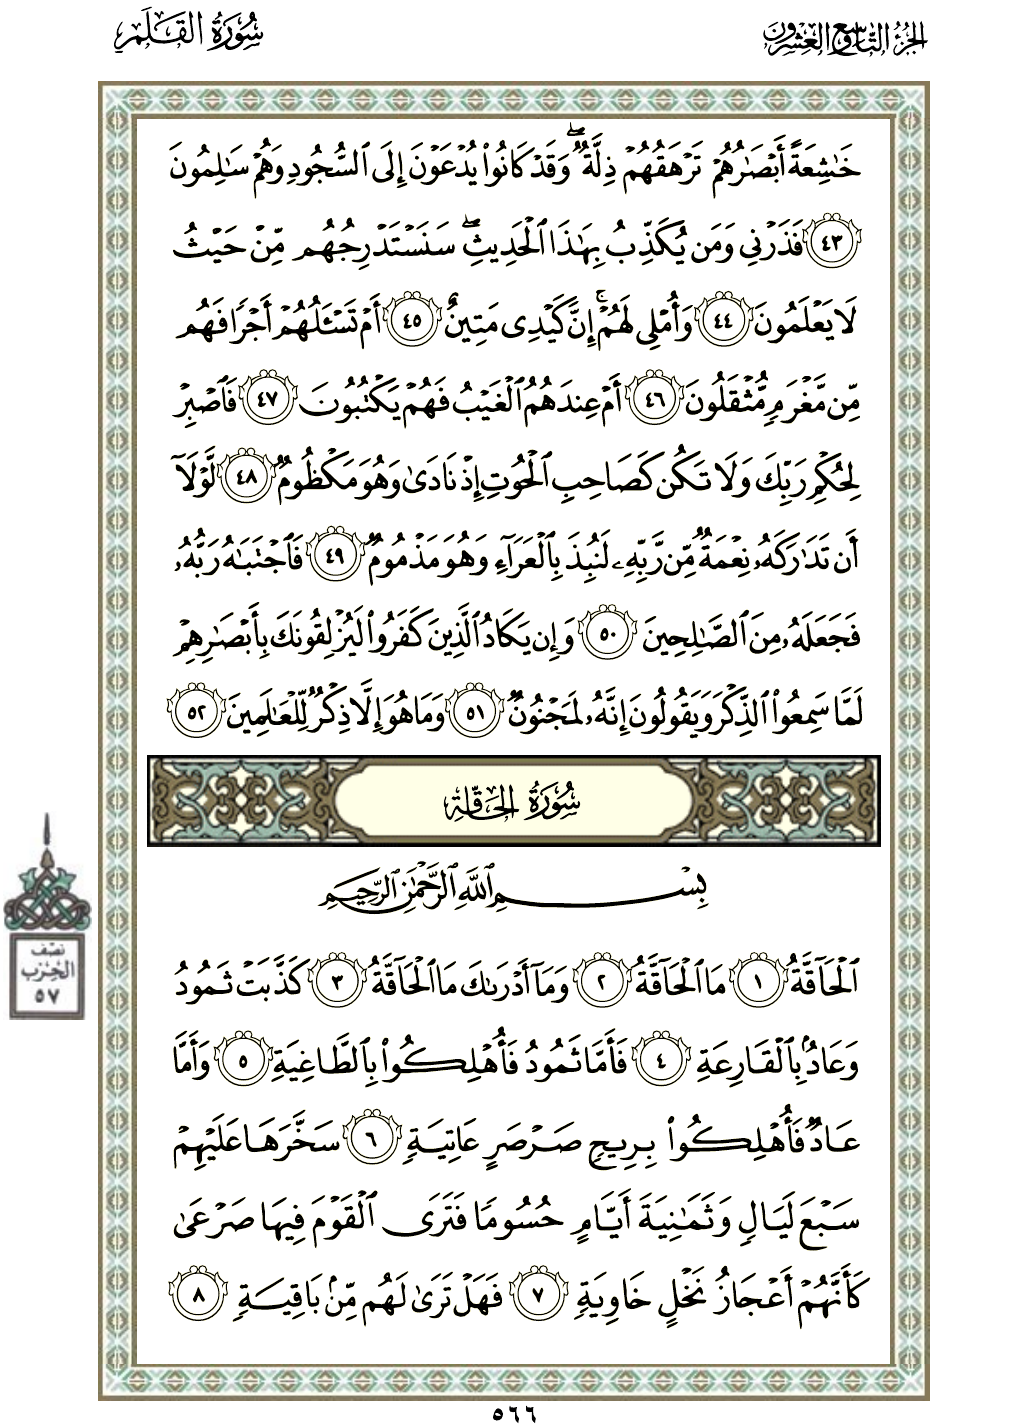 الجزء التاسع والعشرون
سورة القلم
خَٰشِعَةً أَبْصَٰرُهُمْ تَرْهَقُهُمْ ذِلَّةٌ ۖ وَقَدْ كَانُوا۟ يُدْعَوْنَ إِلَى ٱلسُّجُودِ وَهُمْ سَٰلِمُونَ
﴿٤٣﴾ فَذَرْنِى وَمَن يُكَذِّبُ بِهَٰذَا ٱلْحَدِيثِ ۖ سَنَسْتَدْرِجُهُم مِّنْ حَيْثُ
لَا يَعْلَمُونَ ﴿٤٤﴾ وَأُمْلِى لَهُمْ ۚ إِنَّ كَيْدِى مَتِينٌ ﴿٤٥﴾ أَمْ تَسْـَٔلُهُمْ أَجْرًا فَهُم
مِّن مَّغْرَمٍ مُّثْقَلُونَ ﴿٤٦﴾ أَمْ عِندَهُمُ ٱلْغَيْبُ فَهُمْ يَكْتُبُونَ ﴿٤٧﴾ فَٱصْبِرْ
لِحُكْمِ رَبِّكَ وَلَا تَكُن كَصَاحِبِ ٱلْحُوتِ إِذْ نَادَىٰ وَهُوَ مَكْظُومٌ ﴿٤٨﴾ لَّوْلَآ
أَن تَدَٰرَكَهُۥ نِعْمَةٌ مِّن رَّبِّهِۦ لَنُبِذَ بِٱلْعَرَآءِ وَهُوَ مَذْمُومٌ ﴿٤٩﴾ فَٱجْتَبَٰهُ رَبُّهُۥ
فَجَعَلَهُۥ مِنَ ٱلصَّٰلِحِينَ ﴿٥٠﴾ وَإِن يَكَادُ ٱلَّذِينَ كَفَرُوا۟ لَيُزْلِقُونَكَ بِأَبْصَٰرِهِمْ
لَمَّا سَمِعُوا۟ ٱلذِّكْرَ وَيَقُولُونَ إِنَّهُۥ لَمَجْنُونٌ ﴿٥١﴾ وَمَا هُوَ إِلَّا ذِكْرٌ لِّلْعَٰلَمِينَ ﴿٥٢﴾
سُورَةُ الحَاقَّةِ
بِسْمِ ٱللَّهِ ٱلرَّحْمَٰنِ ٱلرَّحِيمِ
نصف
الحزب
٥٧
ٱلْحَآقَّةُ ﴿١﴾ مَا ٱلْحَآقَّةُ ﴿٢﴾ وَمَآ أَدْرَىٰكَ مَا ٱلْحَآقَّةُ ﴿٣﴾ كَذَّبَتْ ثَمُودُ
وَعَادٌۢ بِٱلْقَارِعَةِ ﴿٤﴾ فَأَمَّا ثَمُودُ فَأُهْلِكُوا۟ بِٱلطَّاغِيَةِ ﴿٥﴾ وَأَمَّا
عَادٌ فَأُهْلِكُوا۟ بِرِيحٍ صَرْصَرٍ عَاتِيَةٍ ﴿٦﴾ سَخَّرَهَا عَلَيْهِمْ
سَبْعَ لَيَالٍ وَثَمَٰنِيَةَ أَيَّامٍ حُسُومًا فَتَرَى ٱلْقَوْمَ فِيهَا صَرْعَىٰ
كَأَنَّهُمْ أَعْجَازُ نَخْلٍ خَاوِيَةٍ ﴿٧﴾ فَهَلْ تَرَىٰ لَهُم مِّنۢ بَاقِيَةٍ ﴿٨﴾
٥٦٦